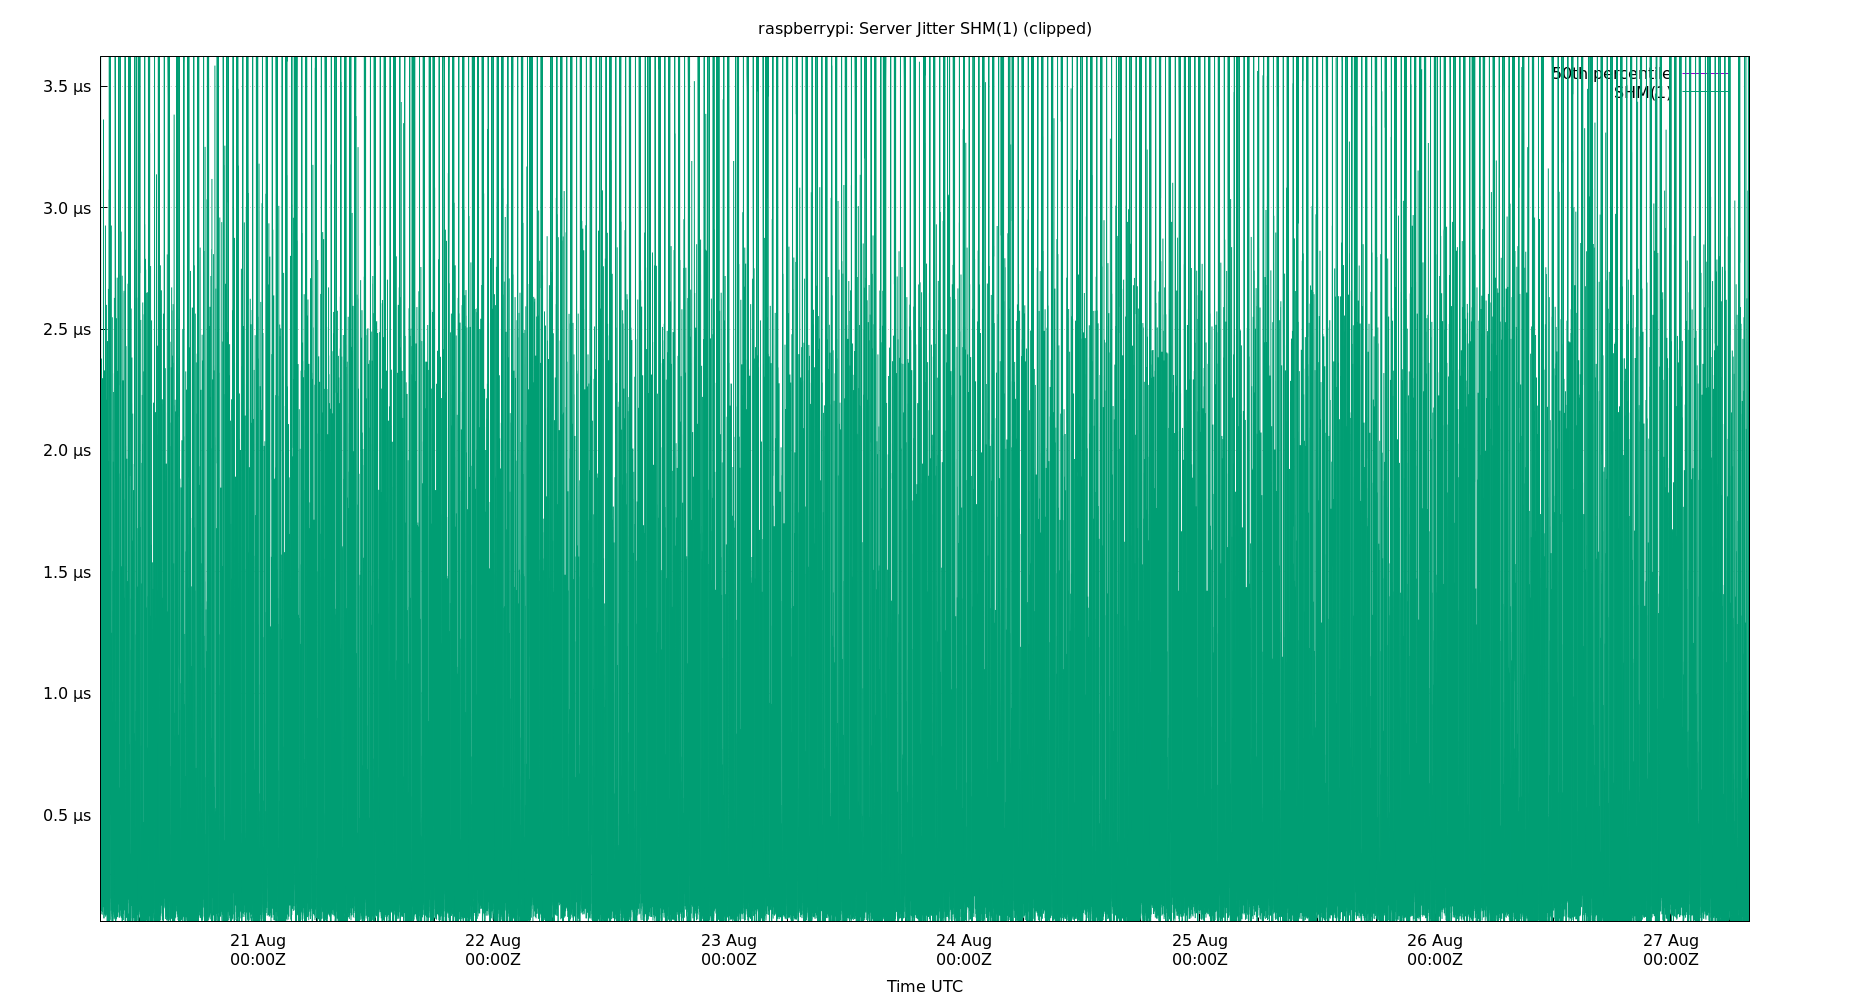 raspberrypi: Server Jitter SHM(1) (clipped)
50th percentile
SHM(1)
3.5 µs
3.0 µs
2.5 µs
2.0 µs
1.5 µs
1.0 µs
0.5 µs
21 Aug 22 Aug 23 Aug 24 Aug 25 Aug 26 Aug 27 Aug
00:00Z 00:00Z 00:00Z 00:00Z 00:00Z 00:00Z 00:00Z
Time UTC